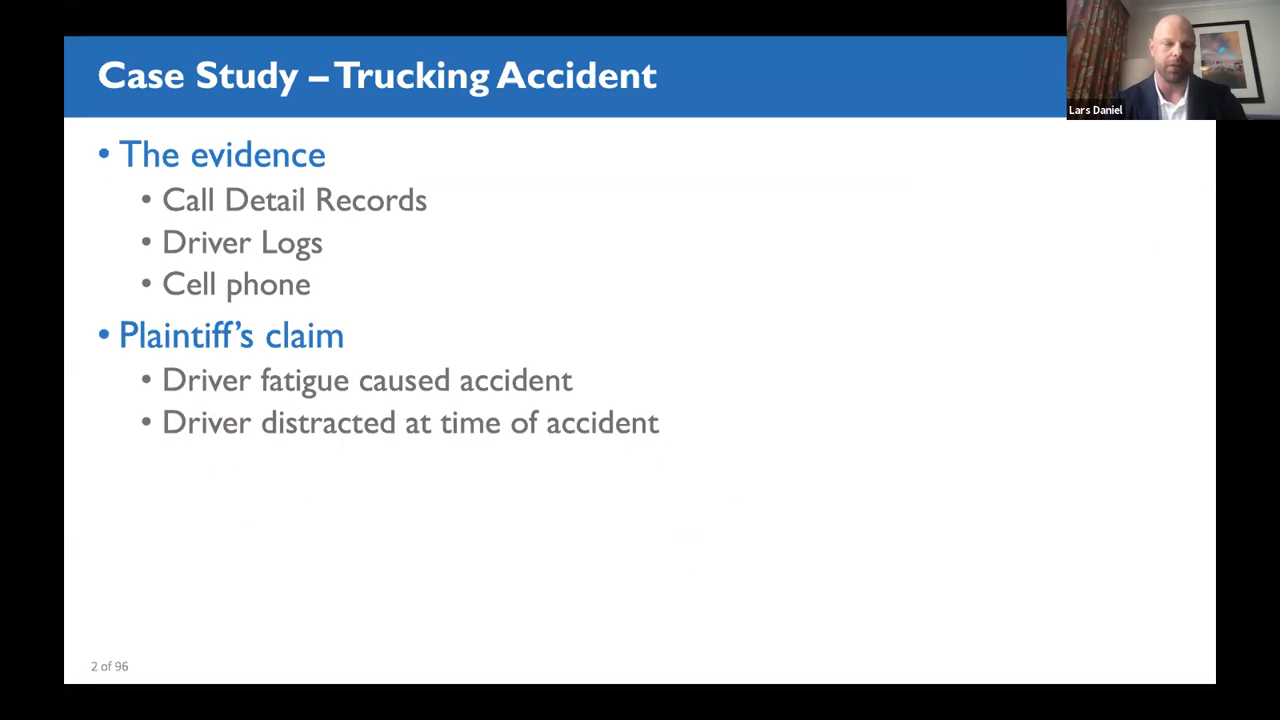 Case Study – Trucking Accident
Lars Daniel
• The evidence
• Call Detail Records
• Driver Logs
• Cell phone
• Plaintiff’s claim
• Driver fatigue caused accident
• Driver distracted at time of accident
2 of 96